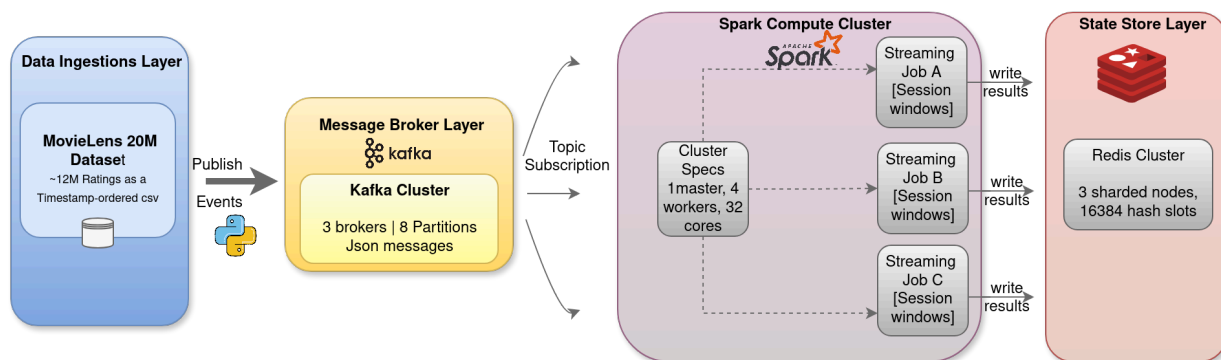 Data Ingestions Layer
MovieLens 20M
Dataset
~12M Ratings as a
Timestamp-ordered csv
Publish
Events
Message Broker Layer
kafka
Kafka Cluster
3 brokers | 8 Partitions
Json messages
Topic
Subscription
Spark Compute Cluster
APACHE
Spark
Cluster
Specs
1master, 4
workers, 32
cores
Streaming
Job A
[Session
windows]
Streaming
Job B
[Session
windows]
Streaming
Job C
[Session
windows]
write
results
write
results
write
results
State Store Layer
Redis Cluster
3 sharded nodes,
16384 hash slots